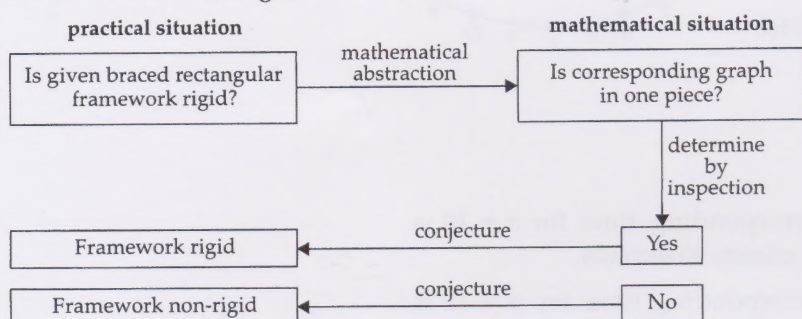 practical situation
mathematical situation
Is given braced rectangular
framework rigid?
mathematical
abstraction
Is corresponding graph
in one piece?
determine
by
inspection
Framework rigid
conjecture
Yes
Framework non-rigid
conjecture
No